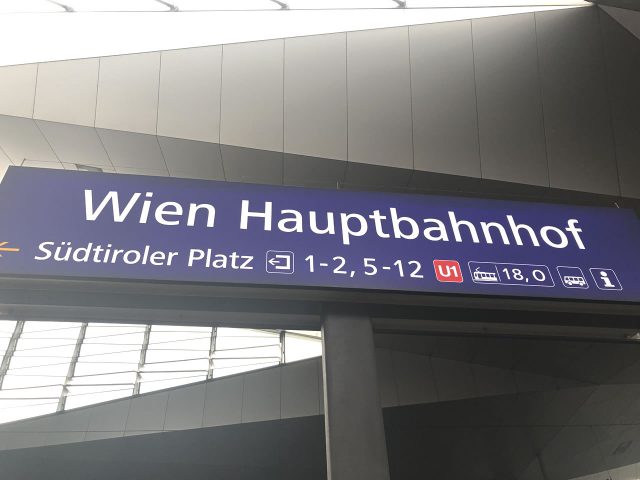 Wien Hauptbahnhof
Südtiroler Platz 1-2, 5-12 U1 18, O i